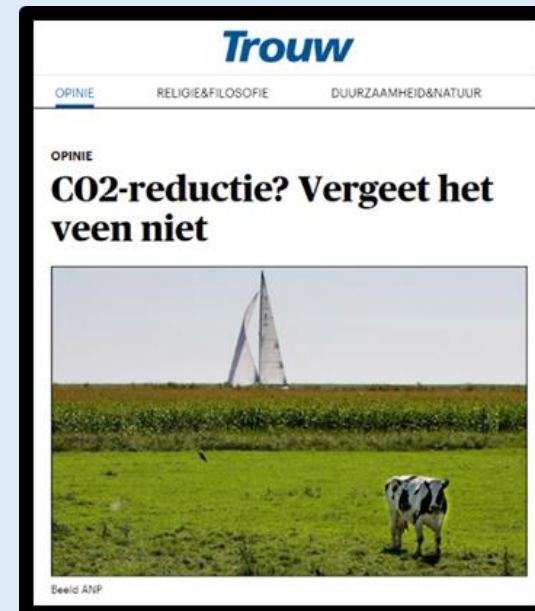 Trouw
OPINIE RELIGIE&FILOSOFIE DUURZAAMHEID&NATUUR
OPINIE
CO2-reductie? Vergeet het
veen niet
Beeld ANP